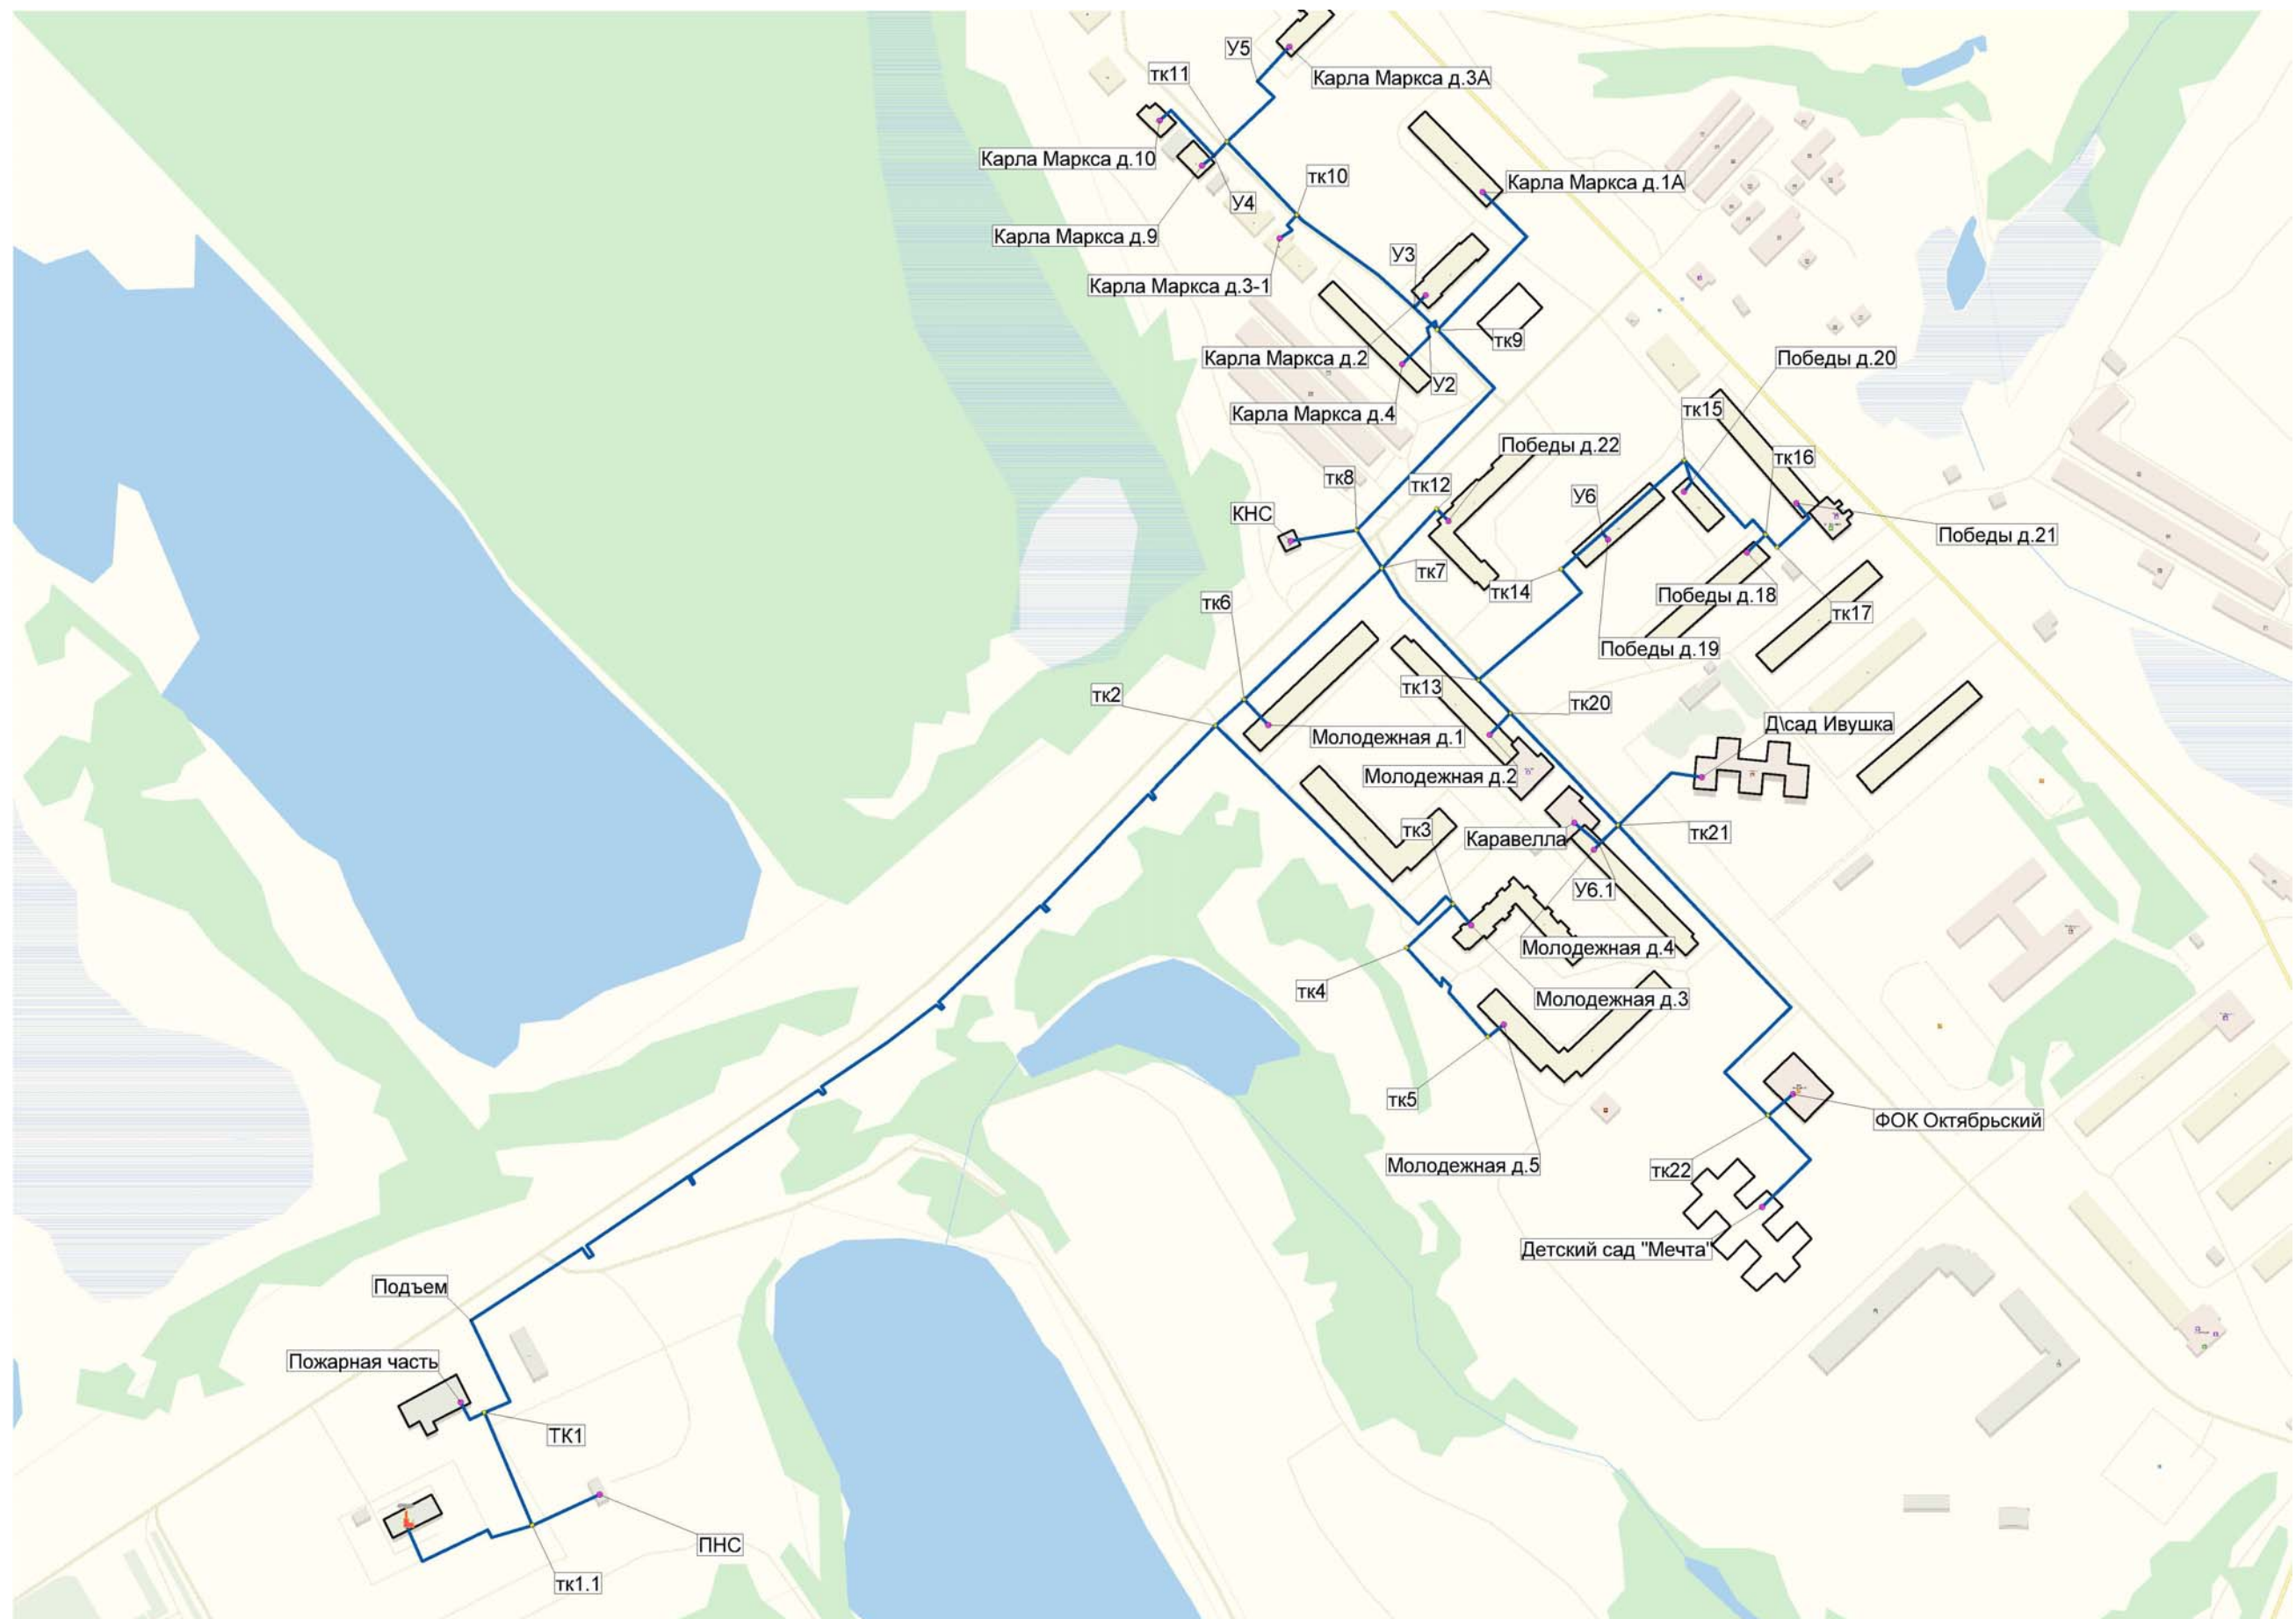 У5
тк11
Карла Маркса д.3А
Карла Маркса д.10
тк10
Карла Маркса д.1А
У4
Карла Маркса д.9
У3
Карла Маркса д.3-1
тк9
Карла Маркса д.2
Победы д.20
У2
Карла Маркса д.4
тк15
Победы д.22
тк16
тк8
тк12
У6
КНС
Победы д.21
тк7
тк14
Победы д.18
тк6
тк17
Победы д.19
тк2
тк13
тк20
Д\сад Ивушка
Молодежная д.1
Молодежная д.2
тк3
Каравелла
тк21
У6.1
Молодежная д.4
тк4
Молодежная д.3
тк5
ФОК Октябрьский
Молодежная д.5
тк22
Детский сад "Мечта"
Подъем
Пожарная часть
ТК1
ПНС
тк1.1